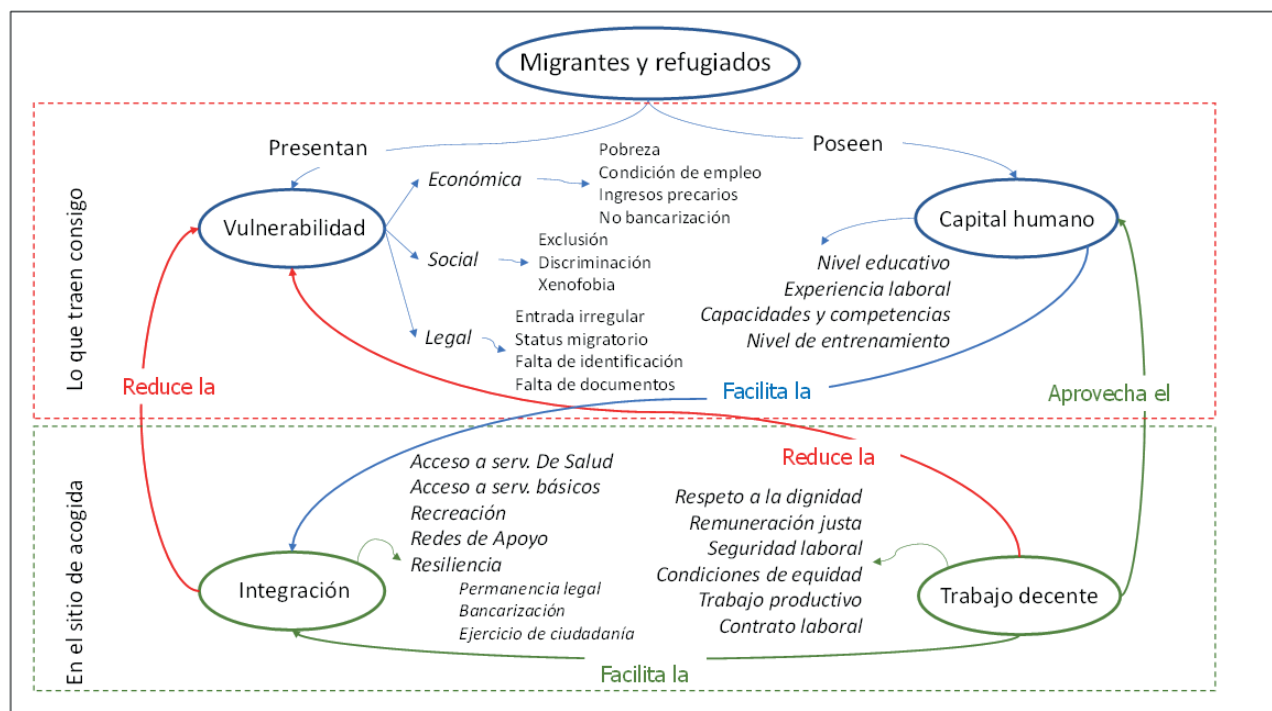 Migrantes y refugiados
Lo que traen consigo
Presentan
Poseen
Vulnerabilidad
Económica
Pobreza
Condición de empleo
Ingresos precarios
No bancarización
Social
Exclusión
Discriminación
Xenofobia
Legal
Entrada irregular
Status migratorio
Falta de identificación
Falta de documentos
Capital humano
Nivel educativo
Experiencia laboral
Capacidades y competencias
Nivel de entrenamiento
Reduce la
Facilita la
Aprovecha el
En el sitio de acogida
Reduce la
Integración
Acceso a serv. De Salud
Acceso a serv. básicos
Recreación
Redes de Apoyo
Resiliencia
Permanencia legal
Bancarización
Ejercicio de ciudadanía
Respeto a la dignidad
Remuneración justa
Seguridad laboral
Condiciones de equidad
Trabajo productivo
Contrato laboral
Trabajo decente
Facilita la